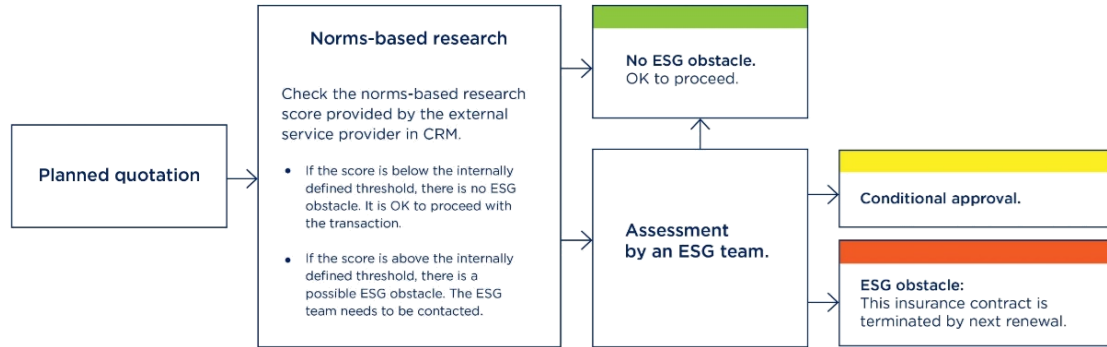 Planned quotation
Norms-based research
Check the norms-based research
score provided by the external
service provider in CRM.
• If the score is below the internally
defined threshold, there is no ESG
obstacle. It is OK to proceed with
the transaction.
• If the score is above the internally
defined threshold, there is a
possible ESG obstacle. The ESG
team needs to be contacted.
No ESG obstacle.
OK to proceed.
Assessment
by an ESG team.
Conditional approval.
ESG obstacle:
This insurance contract is
terminated by next renewal.